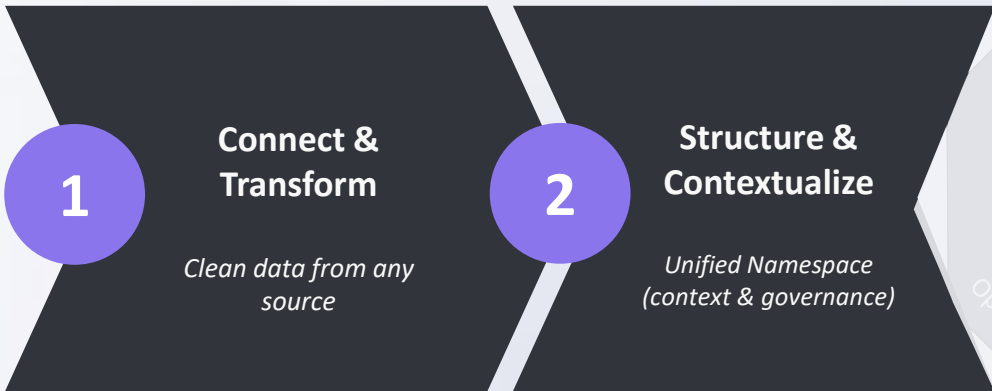 1
Connect &
Transform
Clean data from any
source
2
Structure &
Contextualize
Unified Namespace
(context & governance)